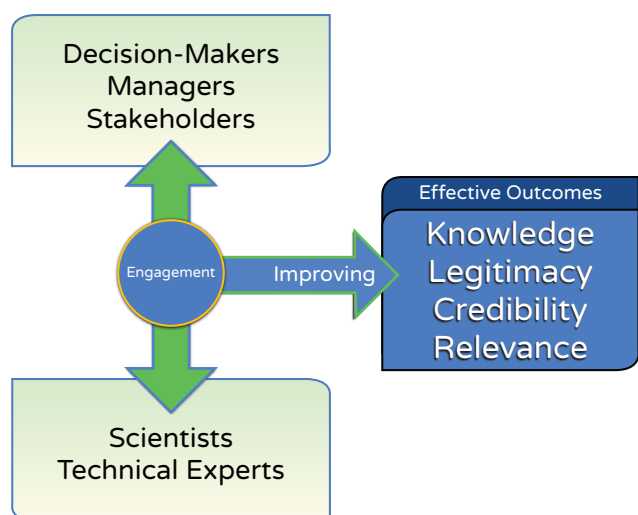 Decision-Makers
Managers
Stakeholders
Effective Outcomes
Knowledge
Legitimacy
Credibility
Relevance
Engagement
Improving
Scientists
Technical Experts